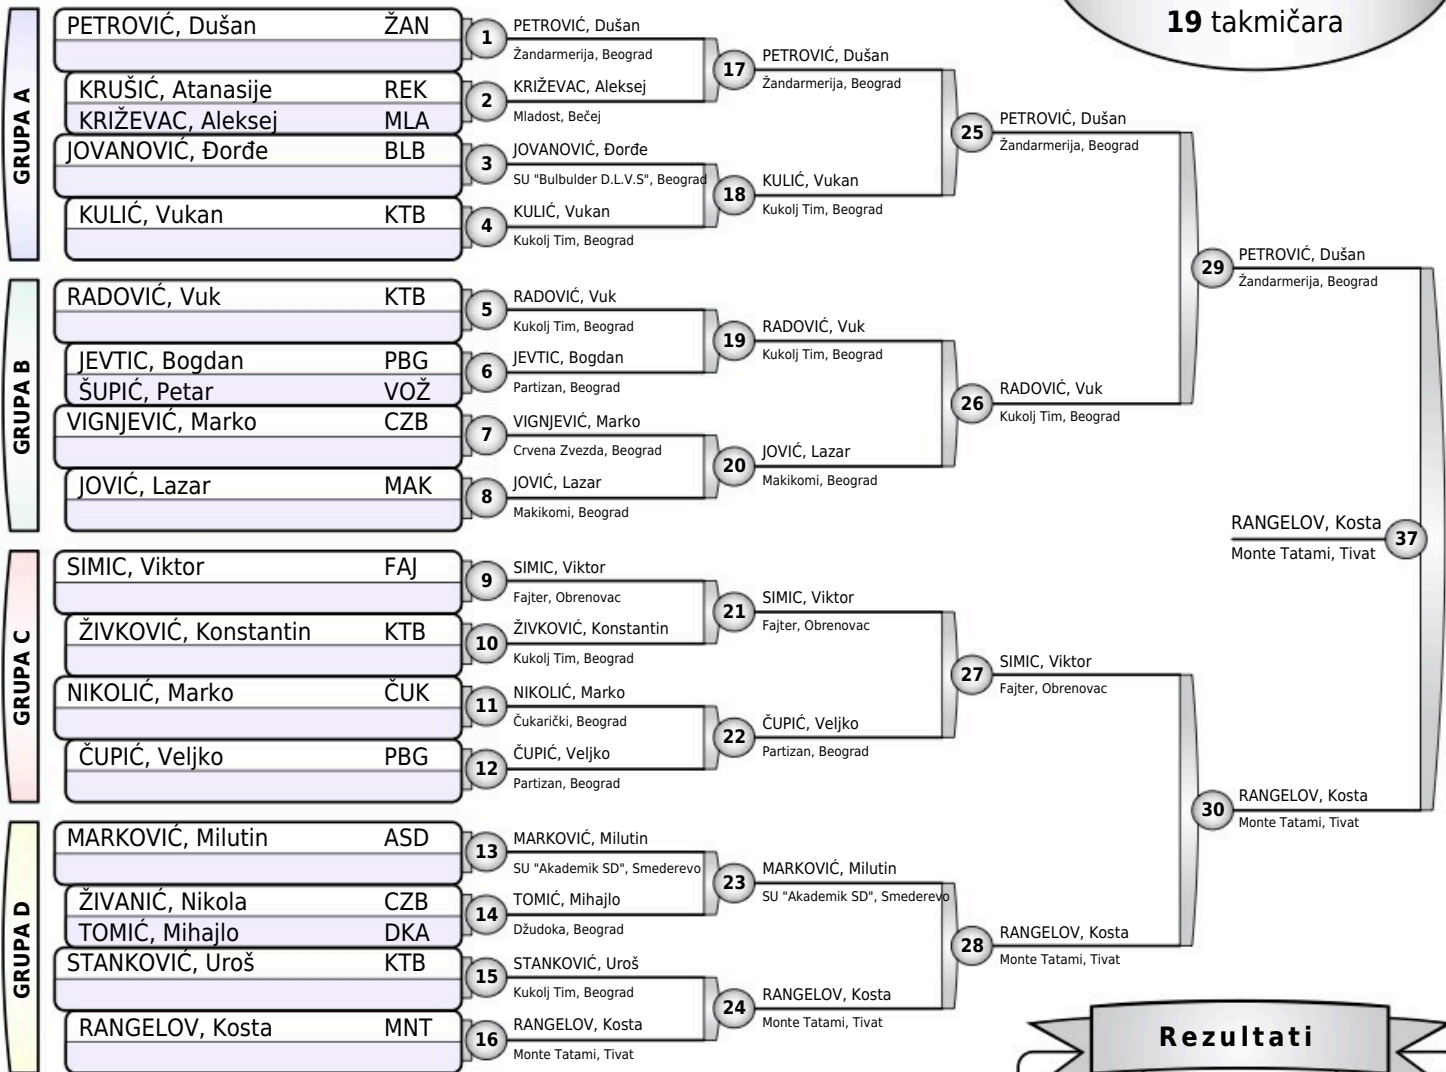 19 takmičara
GRUPA A
PETROVIĆ, Dušan ŽAN
KRUŠIĆ, Atanasije REK
KRIŽEVAC, Aleksej MLA
JOVANOVIĆ, Đorđe BLB
KULIĆ, Vukan KTB
GRUPA B
RADOVIĆ, Vuk KTB
JEVTIC, Bogdan PBG
ŠUPIĆ, Petar VOŽ
VIGNJEVIĆ, Marko CZB
JOVIĆ, Lazar MAK
GRUPA C
SIMIC, Viktor FAJ
ŽIVKOVIĆ, Konstantin KTB
NIKOLIĆ, Marko ČUK
ČUPIĆ, Veljko PBG
GRUPA D
MARKOVIĆ, Milutin ASD
ŽIVANIĆ, Nikola CZB
TOMIĆ, Mihajlo DKA
STANKOVIĆ, Uroš KTB
RANGELOV, Kosta MNT
1 PETROVIĆ, Dušan
Žandarmerija, Beograd
2 KRIŽEVAC, Aleksej
Mladost, Bečej
3 JOVANOVIĆ, Đorđe
SU "Bulbulder D.L.V.S", Beograd
4 KULIĆ, Vukan
Kukolj Tim, Beograd
5 RADOVIĆ, Vuk
Kukolj Tim, Beograd
6 JEVTIC, Bogdan
Partizan, Beograd
7 VIGNJEVIĆ, Marko
Crvena Zvezda, Beograd
8 JOVIĆ, Lazar
Makikomi, Beograd
9 SIMIC, Viktor
Fajter, Obrenovac
10 ŽIVKOVIĆ, Konstantin
Kukolj Tim, Beograd
11 NIKOLIĆ, Marko
Čukarički, Beograd
12 ČUPIĆ, Veljko
Partizan, Beograd
13 MARKOVIĆ, Milutin
SU "Akademik SD", Smederevo
14 TOMIĆ, Mihajlo
Džudoka, Beograd
15 STANKOVIĆ, Uroš
Kukolj Tim, Beograd
16 RANGELOV, Kosta
Monte Tatami, Tivat
17 PETROVIĆ, Dušan
Žandarmerija, Beograd
18 KULIĆ, Vukan
Kukolj Tim, Beograd
19 RADOVIĆ, Vuk
Kukolj Tim, Beograd
20 JOVIĆ, Lazar
Makikomi, Beograd
21 SIMIC, Viktor
Fajter, Obrenovac
22 ČUPIĆ, Veljko
Partizan, Beograd
23 MARKOVIĆ, Milutin
SU "Akademik SD", Smederevo
24 RANGELOV, Kosta
Monte Tatami, Tivat
25 PETROVIĆ, Dušan
Žandarmerija, Beograd
26 RADOVIĆ, Vuk
Kukolj Tim, Beograd
27 SIMIC, Viktor
Fajter, Obrenovac
28 RANGELOV, Kosta
Monte Tatami, Tivat
29 PETROVIĆ, Dušan
Žandarmerija, Beograd
30 RANGELOV, Kosta
Monte Tatami, Tivat
RANGELOV, Kosta 37
Monte Tatami, Tivat
Rezultati